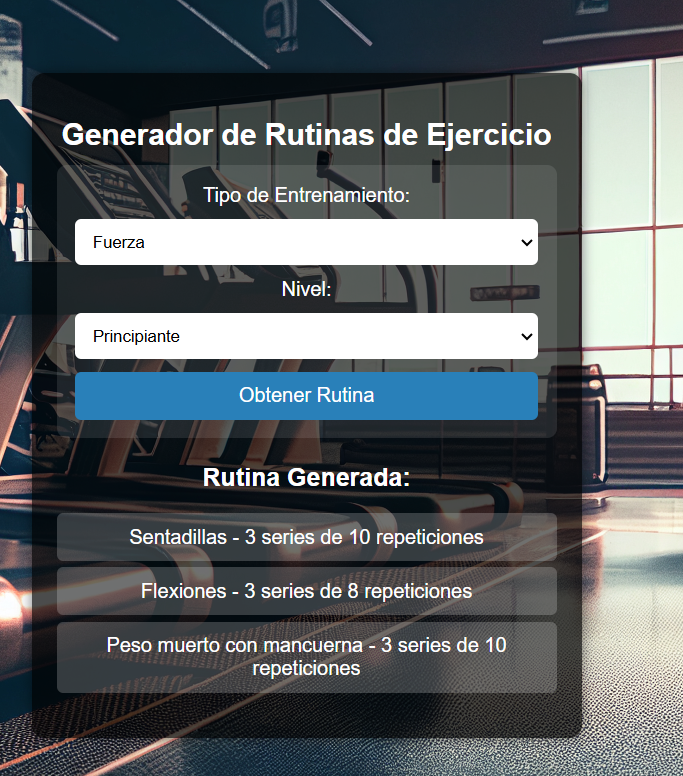 Generador de Rutinas de Ejercicio
Tipo de Entrenamiento:
Fuerza
Nivel:
Principiante
Obtener Rutina
Rutina Generada:
Sentadillas - 3 series de 10 repeticiones
Flexiones - 3 series de 8 repeticiones
Peso muerto con mancuerna - 3 series de 10
repeticiones